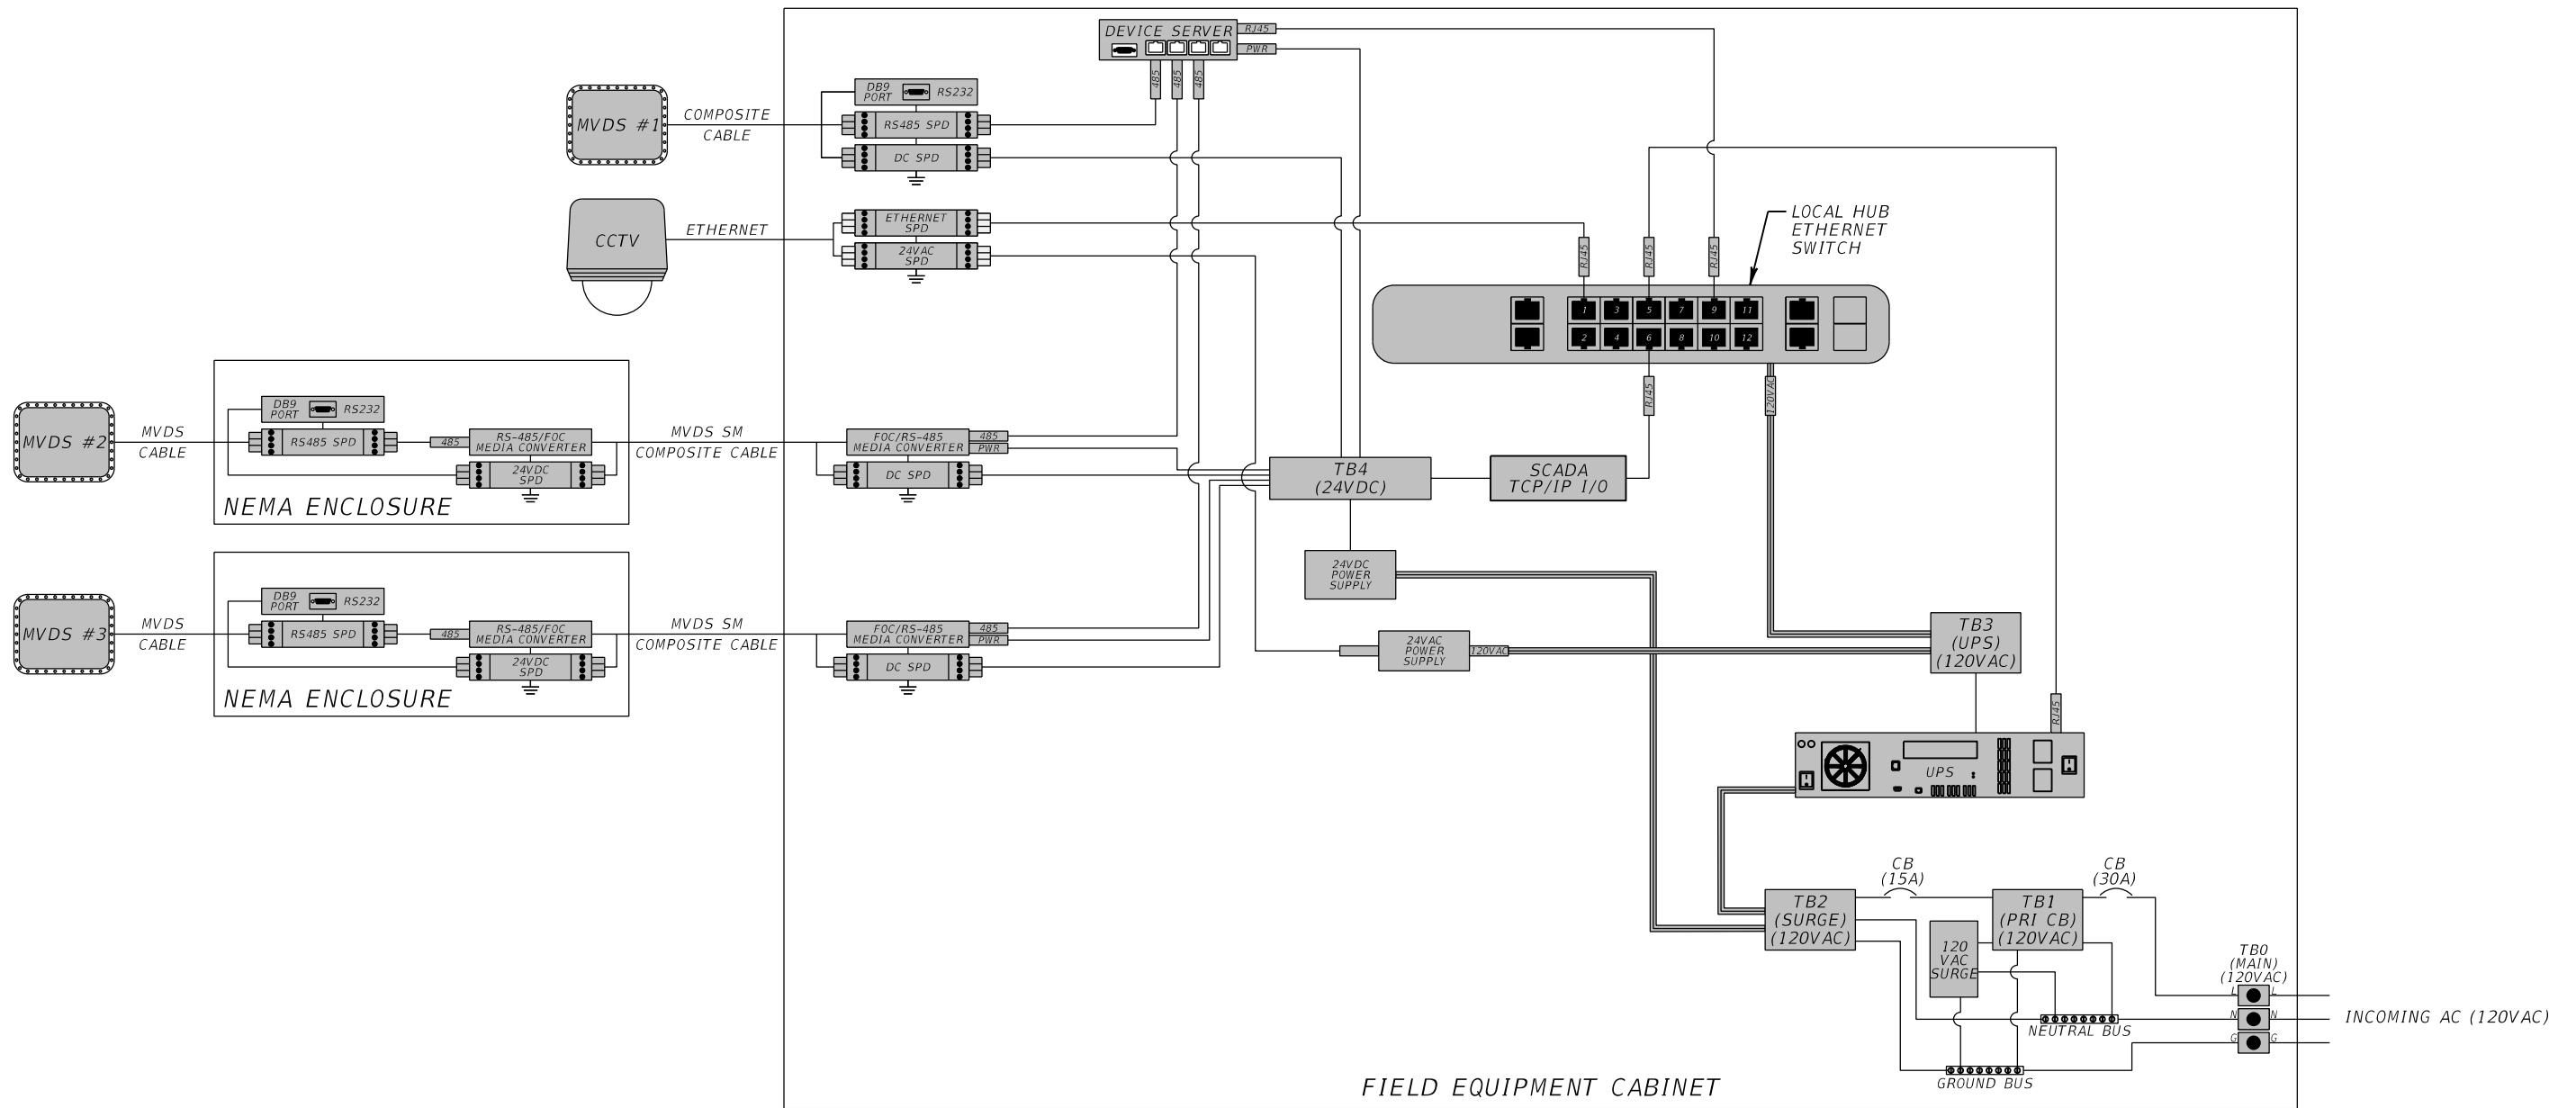 DEVICE SERVER
RJ45
PWR
485
485
485
DB9
PORT
RS232
MVDS #1
COMPOSITE
CABLE
RS485 SPD
DC SPD
CCTV
ETHERNET
ETHERNET
SPD
24VAC
SPD
LOCAL HUB
ETHERNET
SWITCH
RJ45
RJ45
RJ45
1
3
5
7
9
11
2
4
6
8
10
12
RJ45
120VAC
DB9
PORT
RS232
MVDS #2
MVDS
CABLE
RS485 SPD
485
RS-485/FOC
MEDIA CONVERTER
24VDC
SPD
NEMA ENCLOSURE
MVDS SM
COMPOSITE CABLE
FOC/RS-485
MEDIA CONVERTER
485
PWR
DC SPD
TB4
(24VDC)
SCADA
TCP/IP I/O
24VDC
POWER
SUPPLY
DB9
PORT
RS232
MVDS #3
MVDS
CABLE
RS485 SPD
485
RS-485/FOC
MEDIA CONVERTER
24VDC
SPD
NEMA ENCLOSURE
MVDS SM
COMPOSITE CABLE
FOC/RS-485
MEDIA CONVERTER
485
PWR
DC SPD
24VAC
POWER
SUPPLY
120VAC
TB3
(UPS)
(120VAC)
RJ45
UPS
CB
(15A)
CB
(30A)
TB2
(SURGE)
(120VAC)
TB1
(PRI CB)
(120VAC)
120
VAC
SURGE
TB0
(MAIN)
(120VAC)
L
L
N
N
G
G
NEUTRAL BUS
INCOMING AC (120VAC)
GROUND BUS
FIELD EQUIPMENT CABINET